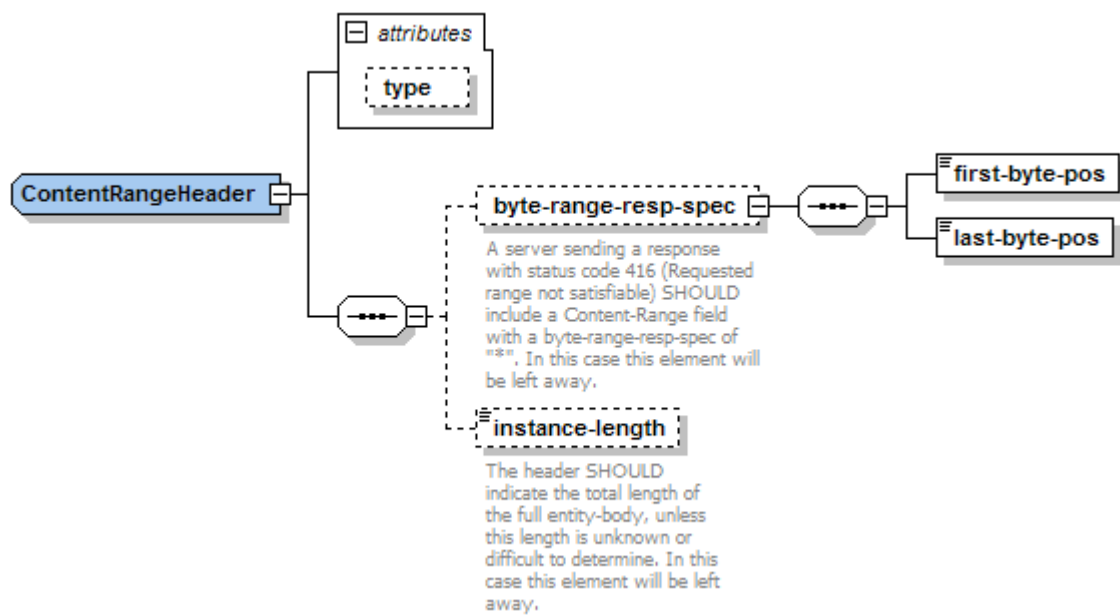 attributes
type
ContentRangeHeader
byte-range-resp-spec
first-byte-pos
last-byte-pos
A server sending a response
with status code 416 (Requested
range not satisfiable) SHOULD
include a Content-Range field
with a byte-range-resp-spec of
"*". In this case this element will
be left away.
instance-length
The header SHOULD
indicate the total length of
the full entity-body, unless
this length is unknown or
difficult to determine. In this
case this element will be left
away.